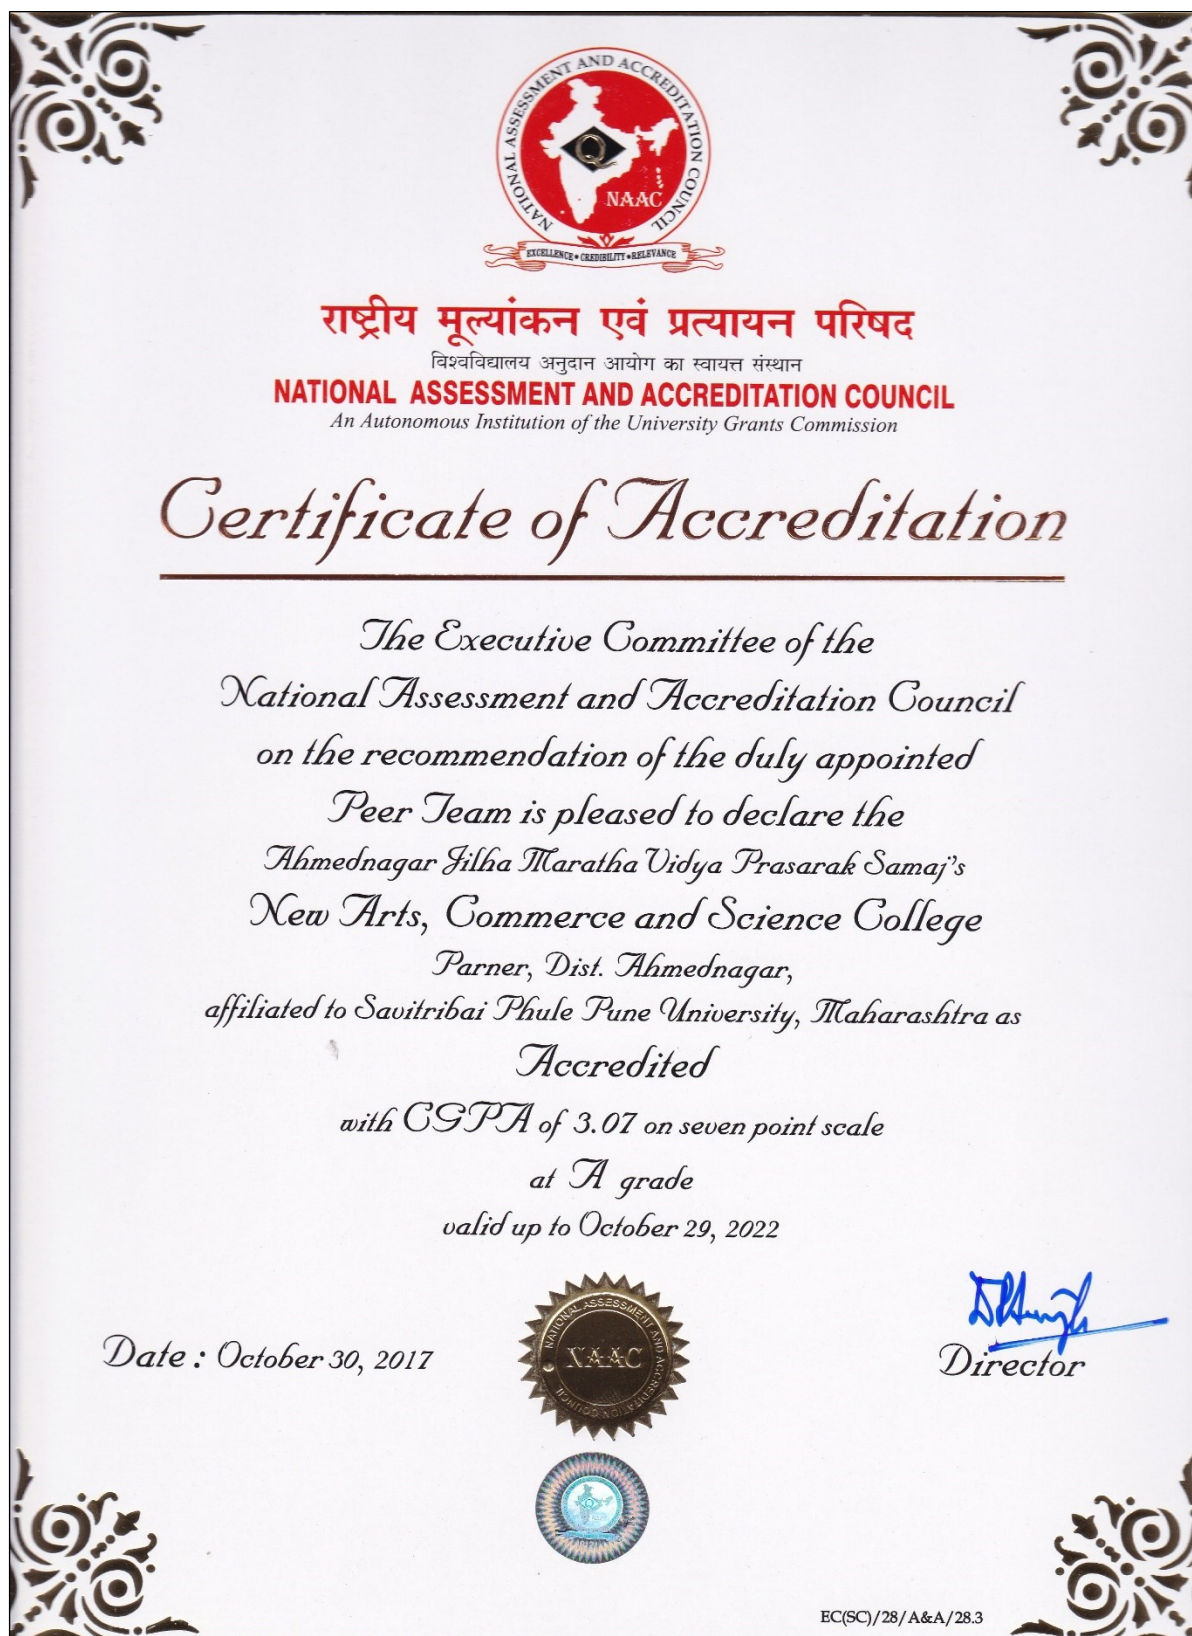 NATIONAL ASSESSMENT AND ACCREDITATION COUNCIL
Q
NAAC
EXCELLENCE • CREDIBILITY • RELEVANCE
राष्ट्रीय मूल्यांकन एवं प्रत्यायन परिषद
विश्वविद्यालय अनुदान आयोग का स्वायत्त संस्थान
NATIONAL ASSESSMENT AND ACCREDITATION COUNCIL
An Autonomous Institution of the University Grants Commission
Certificate of Accreditation
The Executive Committee of the
National Assessment and Accreditation Council
on the recommendation of the duly appointed
Peer Team is pleased to declare the
Ahmednagar Jilha Maratha Vidya Prasarak Samaj's
New Arts, Commerce and Science College
Parner, Dist. Ahmednagar,
affiliated to Savitribai Phule Pune University, Maharashtra as
Accredited
with CGPA of 3.07 on seven point scale
at A grade
valid up to October 29, 2022
Date : October 30, 2017
NATIONAL ASSESSMENT AND ACCREDITATION COUNCIL
NAAC
Director
EC(SC)/28/A&A/28.3